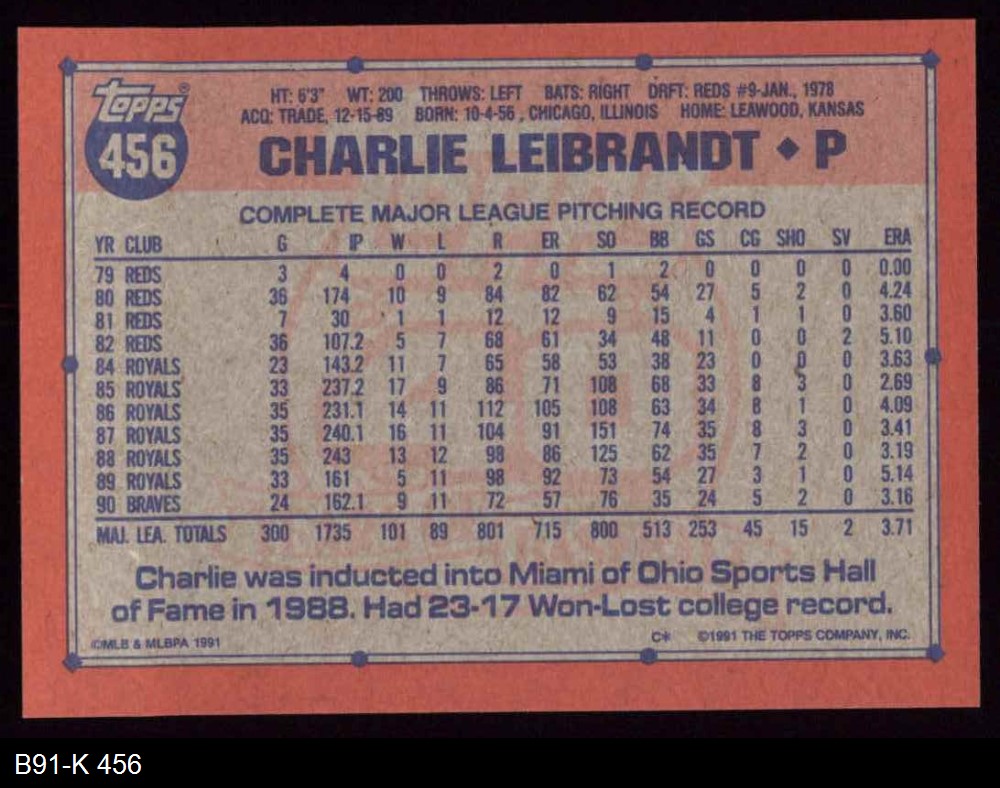 topps®
456
HT: 6'3" WT: 200 THROWS: LEFT BATS: RIGHT DRFT: REDS #9-JAN., 1978
ACQ: TRADE, 12-15-89 BORN: 10-4-56, CHICAGO, ILLINOIS HOME: LEAWOOD, KANSAS
CHARLIE LEIBRANDT ♦ P
COMPLETE MAJOR LEAGUE PITCHING RECORD
YR CLUB G IP W L R ER SO BB GS CG SHO SV ERA
79 REDS 3 4 0 0 2 0 1 2 0 0 0 0 0.00
80 REDS 36 174 10 9 84 82 62 54 27 5 2 0 4.24
81 REDS 7 30 1 1 12 12 9 15 4 1 1 0 3.60
82 REDS 36 107.2 5 7 68 61 34 48 11 0 0 2 5.10
84 ROYALS 23 143.2 11 7 65 58 53 38 23 0 0 0 3.63
85 ROYALS 33 237.2 17 9 86 71 108 68 33 8 3 0 2.69
86 ROYALS 35 231.1 14 11 112 105 108 63 34 8 1 0 4.09
87 ROYALS 35 240.1 16 11 104 91 151 74 35 8 3 0 3.41
88 ROYALS 35 243 13 12 98 86 125 62 35 7 2 0 3.19
89 ROYALS 33 161 5 11 98 92 73 54 27 3 1 0 5.14
90 BRAVES 24 162.1 9 11 72 57 76 35 24 5 2 0 3.16
MAJ. LEA. TOTALS 300 1735 101 89 801 715 800 513 253 45 15 2 3.71
Charlie was inducted into Miami of Ohio Sports Hall
of Fame in 1988. Had 23-17 Won-Lost college record.
©MLB & MLBPA 1991 C* ©1991 THE TOPPS COMPANY, INC.
B91-K 456